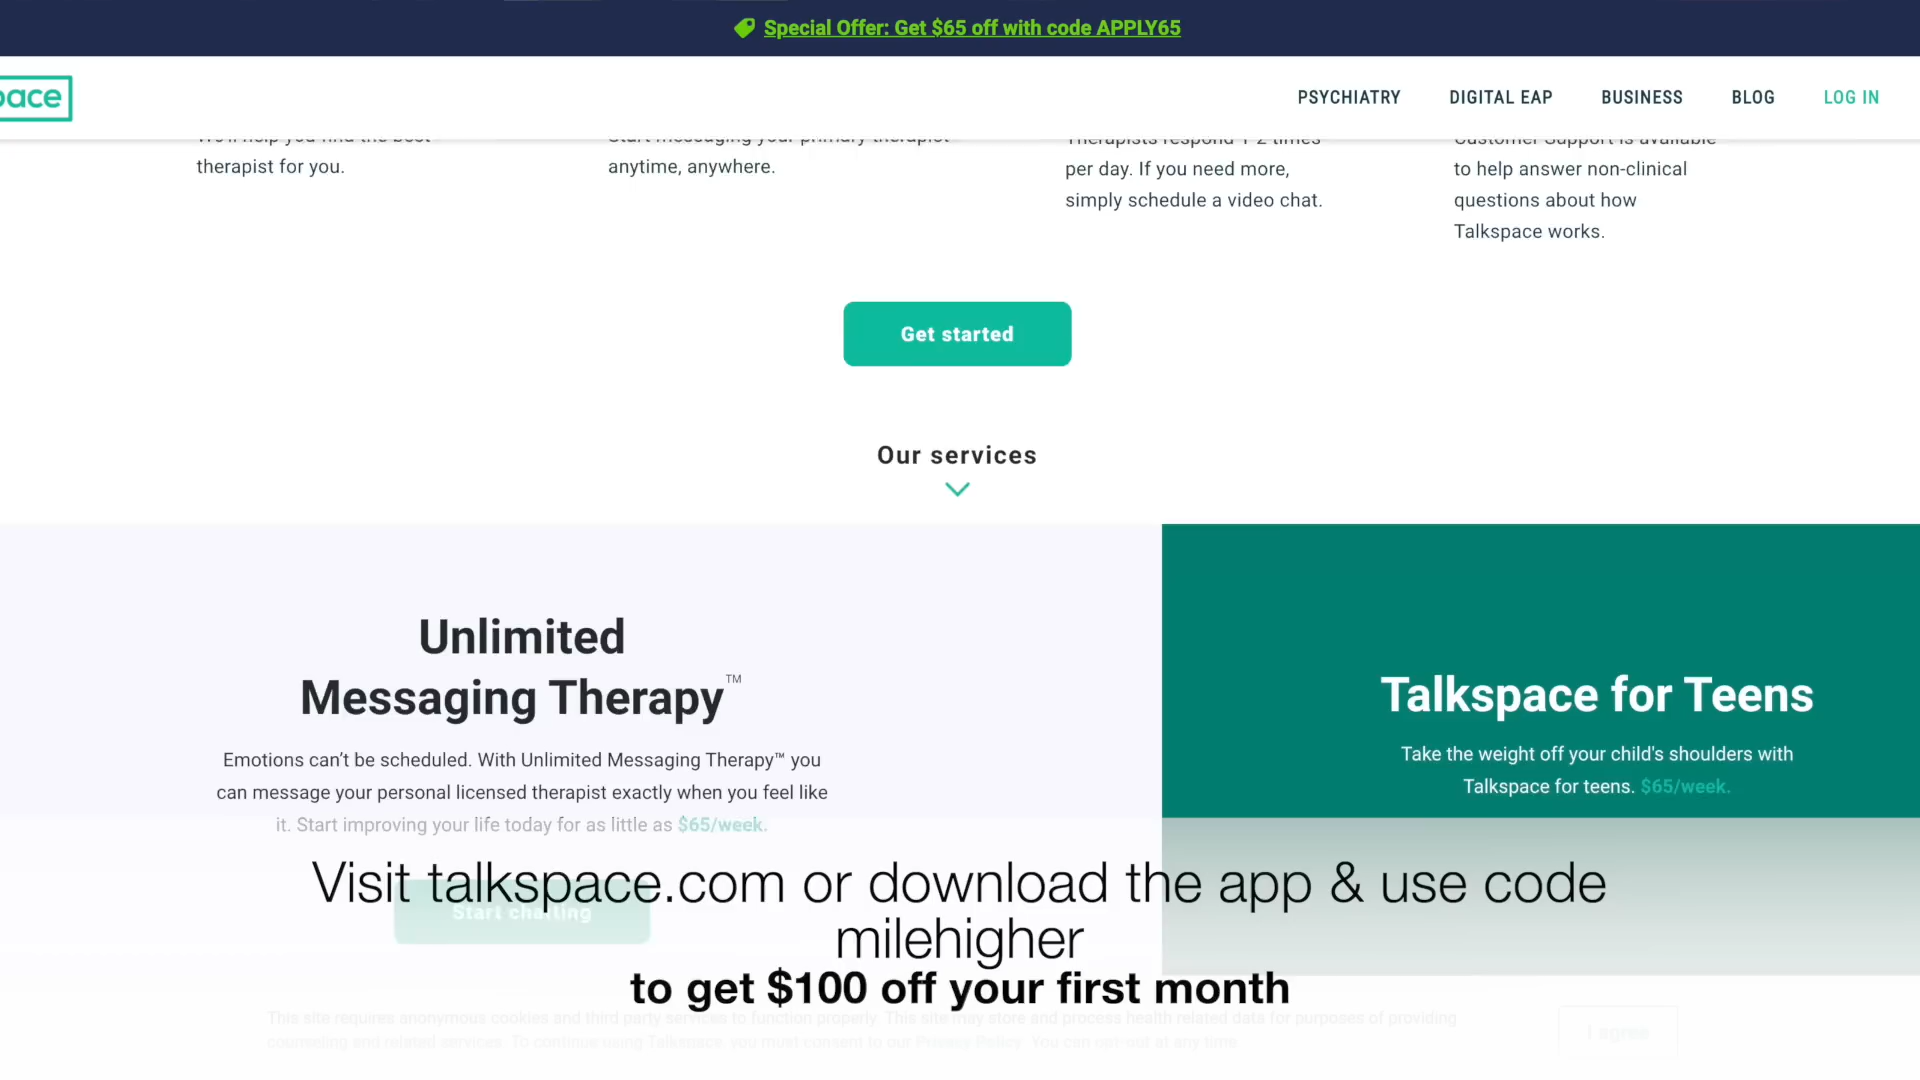 Special Offer: Get $65 off with code APPLY65
pace
PSYCHIATRY
DIGITAL EAP
BUSINESS
BLOG
LOG IN
We'll help you find the best
therapist for you.
Start messaging your primary therapist
anytime, anywhere.
Therapists respond 1-2 times
per day. If you need more,
simply schedule a video chat.
Customer Support is available
to help answer non-clinical
questions about how
Talkspace works.
Get started
Our services
Unlimited
Messaging Therapy™
Emotions can’t be scheduled. With Unlimited Messaging Therapy™ you
can message your personal licensed therapist exactly when you feel like
it. Start improving your life today for as little as $65/week.
Start chatting
Talkspace for Teens
Take the weight off your child's shoulders with
Talkspace for teens. $65/week.
Visit talkspace.com or download the app & use code
milehigher
to get $100 off your first month
This site requires anonymous cookies and third party services to function properly. This site may store and process health related data for purposes of providing
counseling and related services. To continue using Talkspace, you must consent to our Privacy Policy. You can opt-out at any time.
I agree